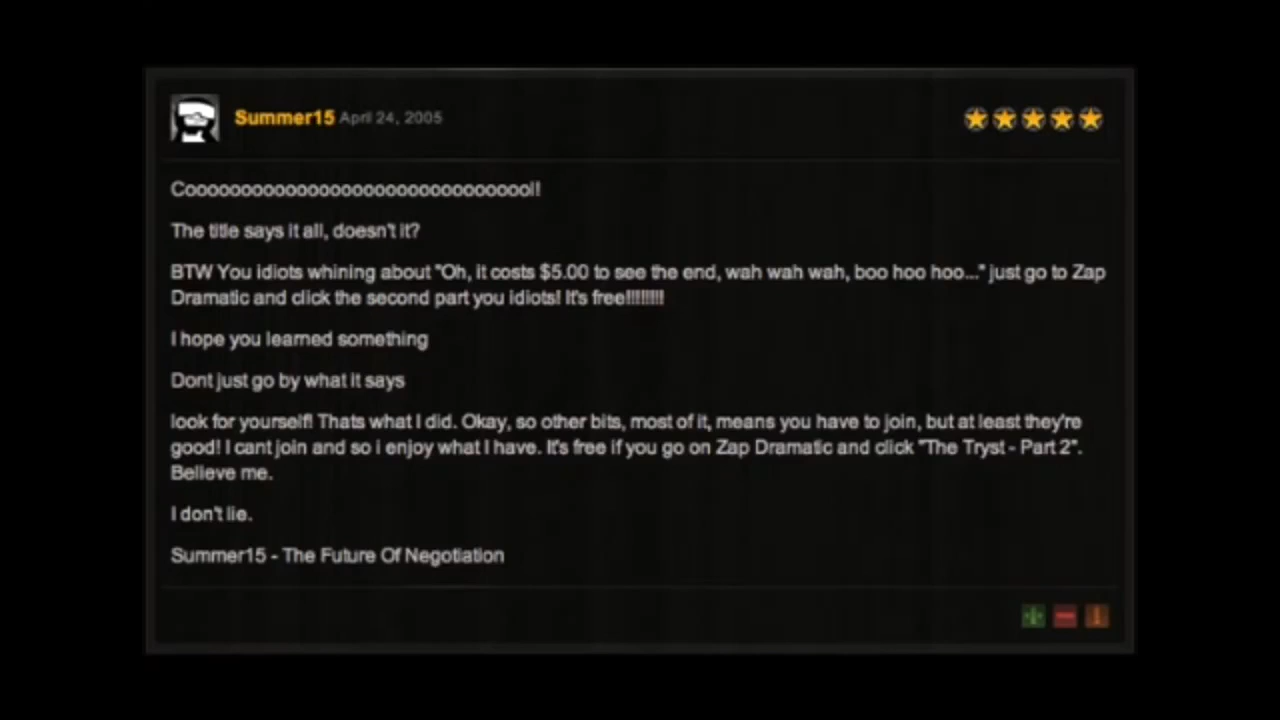 Summer15 April 24, 2005
Coooooooooooooooooooooooooooooool!
The title says it all, doesn't it?
BTW You idiots whining about "Oh, it costs $5.00 to see the end, wah wah wah, boo hoo hoo..." just go to Zap
Dramatic and click the second part you idiots! It's free!!!!!!!!
I hope you learned something
Dont just go by what it says
look for yourself! Thats what I did. Okay, so other bits, most of it, means you have to join, but at least they're
good! I cant join and so i enjoy what I have. It's free if you go on Zap Dramatic and click "The Tryst - Part 2".
Believe me.
I don't lie.
Summer15 - The Future Of Negotiation